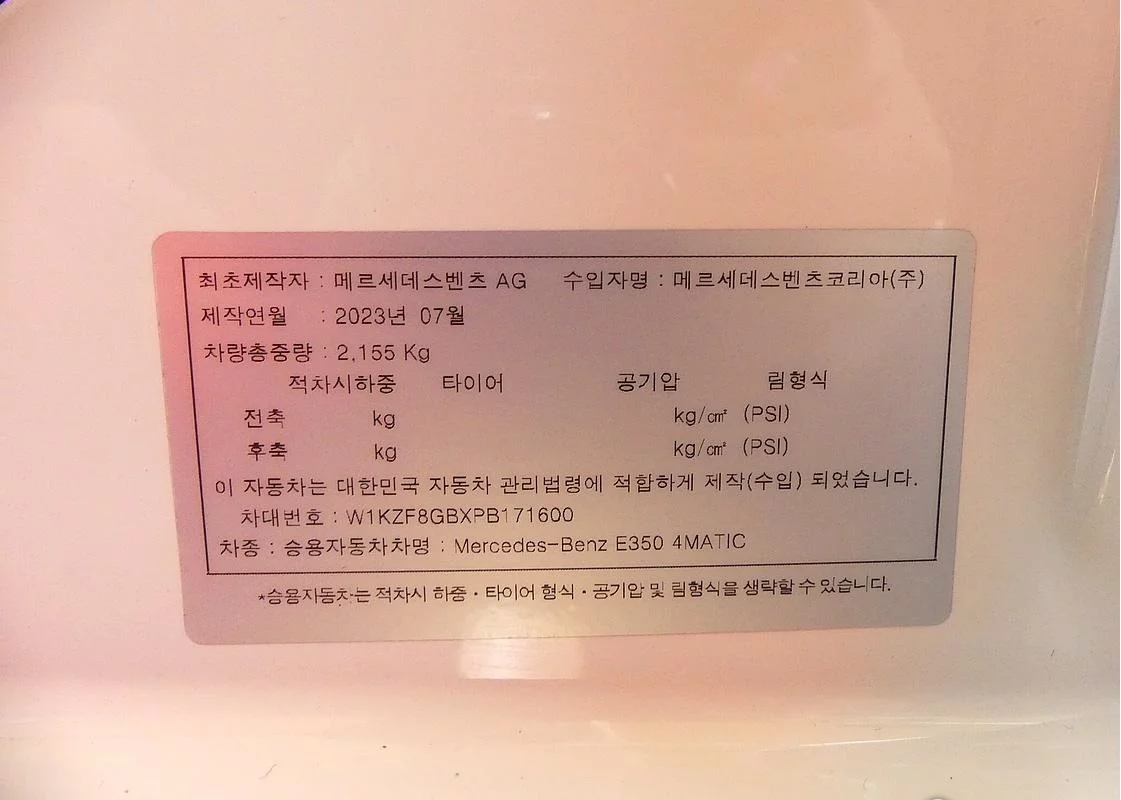 최초제작자 : 메르세데스벤츠 AG 수입자명 : 메르세데스벤츠코리아(주)
제작연월 : 2023년 07월
차량총중량 : 2,155 Kg
적차시하중 타이어 공기압 림형식
전축 kg kg/㎠ (PSI)
후축 kg kg/㎠ (PSI)
이 자동차는 대한민국 자동차 관리법령에 적합하게 제작(수입) 되었습니다.
차대번호 : W1KZF8GBXPB171600
차종 : 승용자동차차명 : Mercedes-Benz E350 4MATIC
*승용자동차는 적차시 하중·타이어 형식·공기압 및 림형식을 생략할 수 있습니다.